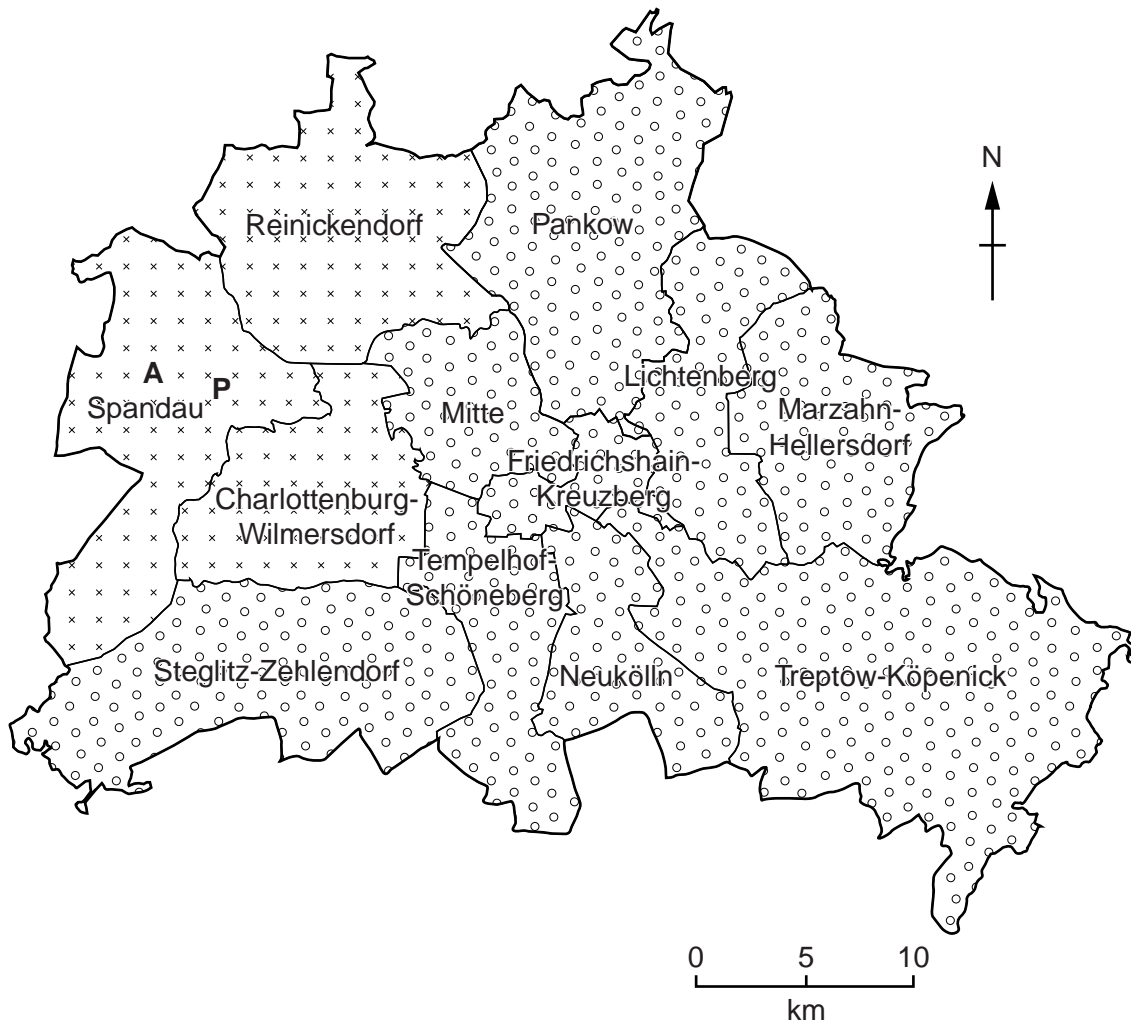 N
Reinickendorf
Pankow
A
P
Spandau
Mitte
Lichtenberg
Marzahn-
Hellersdorf
Friedrichshain-
Kreuzberg
Charlottenburg-
Wilmersdorf
Tempelhof-
Schöneberg
Steglitz-Zehlendorf
Neukölln
Treptow-Köpenick
0 5 10
km